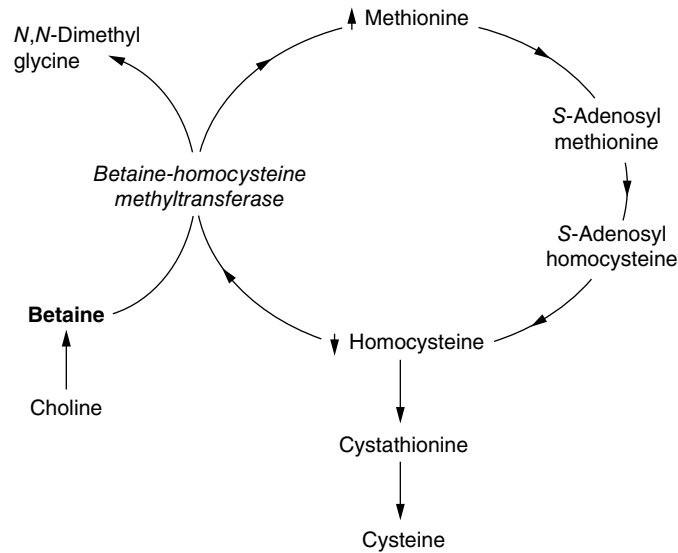 Methionine
N,N-Dimethyl
glycine
S-Adenosyl
methionine
Betaine-homocysteine
methyltransferase
S-Adenosyl
homocysteine
Betaine
Homocysteine
Choline
Cystathionine
Cysteine